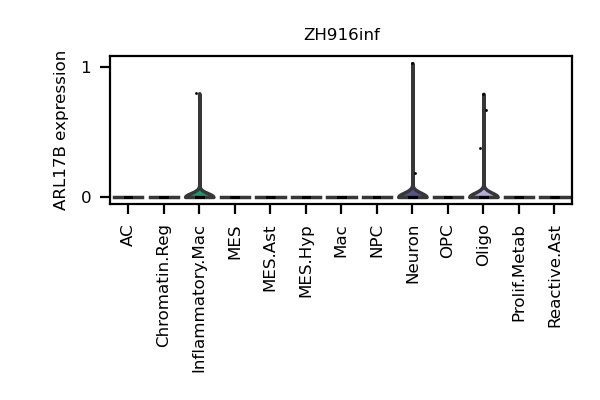 ZH916inf
ARL17B expression
1
0
AC
Chromatin.Reg
Inflammatory.Mac
MES
MES.Ast
MES.Hyp
Mac
NPC
Neuron
OPC
Oligo
Prolif.Metab
Reactive.Ast